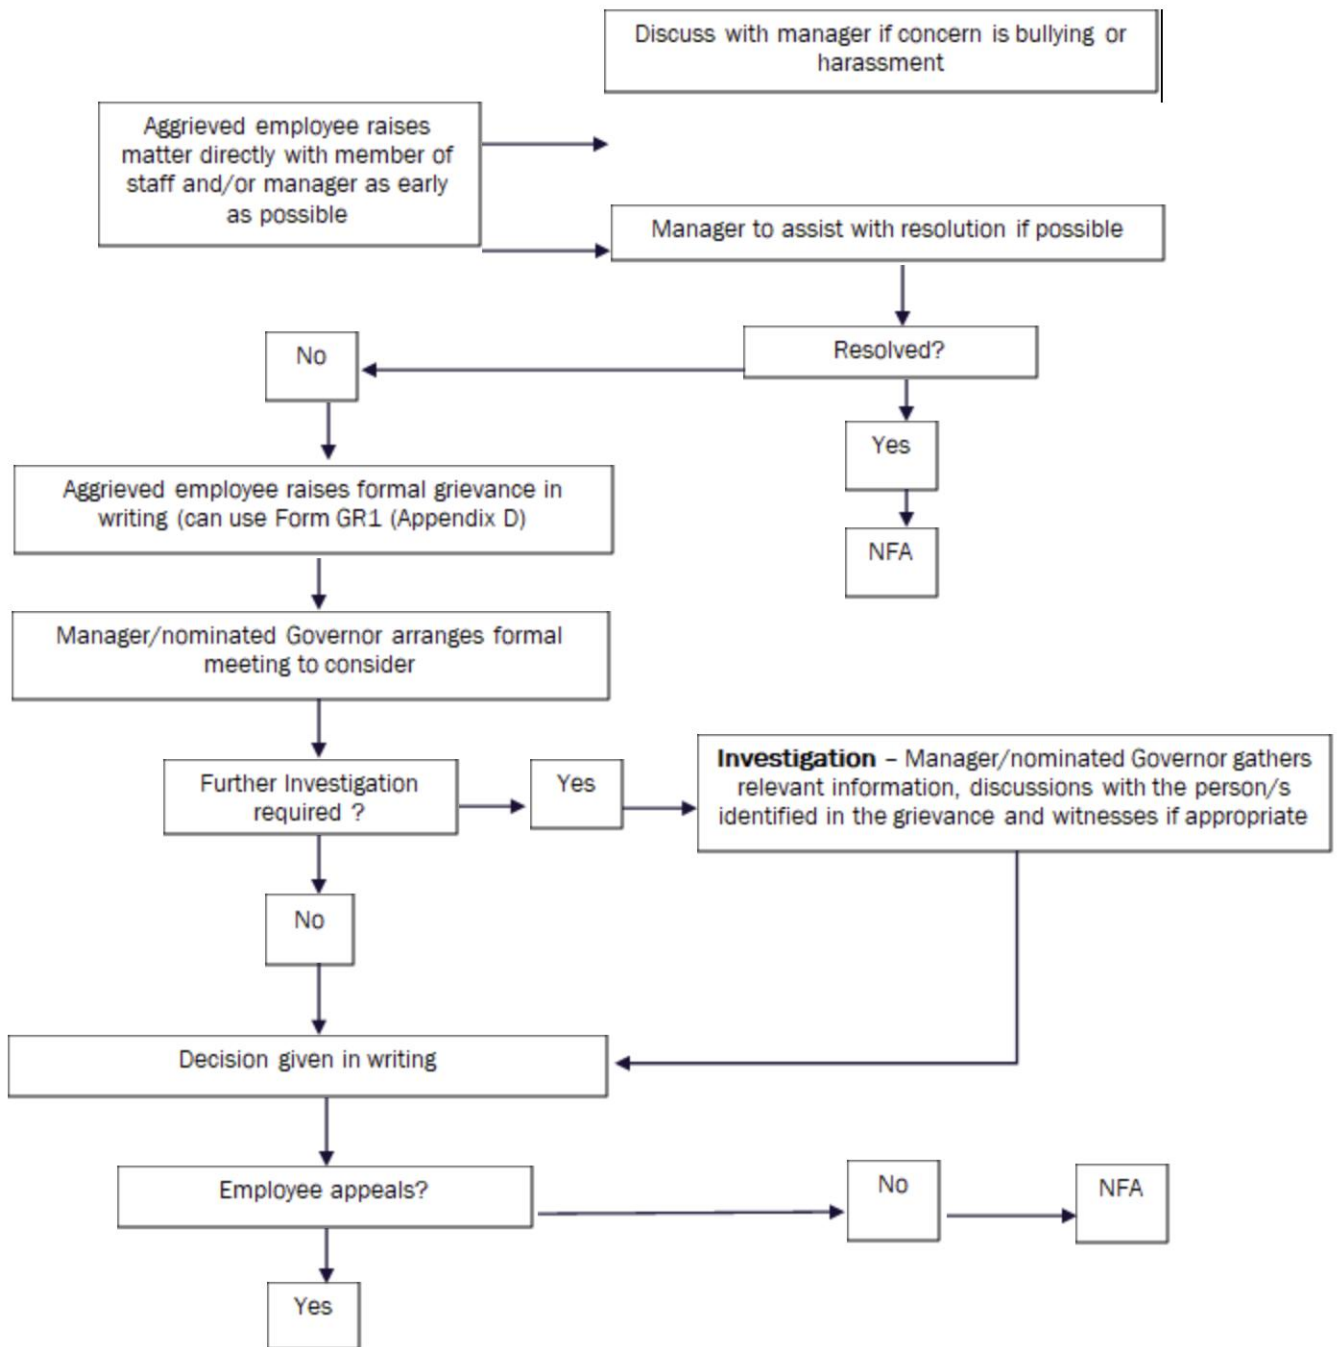 Discuss with manager if concern is bullying or
harassment
Aggrieved employee raises
matter directly with member of
staff and/or manager as early
as possible
Manager to assist with resolution if possible
Resolved?
No
Yes
Aggrieved employee raises formal grievance in
writing (can use Form GR1 (Appendix D)
NFA
Manager/nominated Governor arranges formal
meeting to consider
Further Investigation
required ?
Yes
Investigation – Manager/nominated Governor gathers
relevant information, discussions with the person/s
identified in the grievance and witnesses if appropriate
No
Decision given in writing
Employee appeals?
No
NFA
Yes